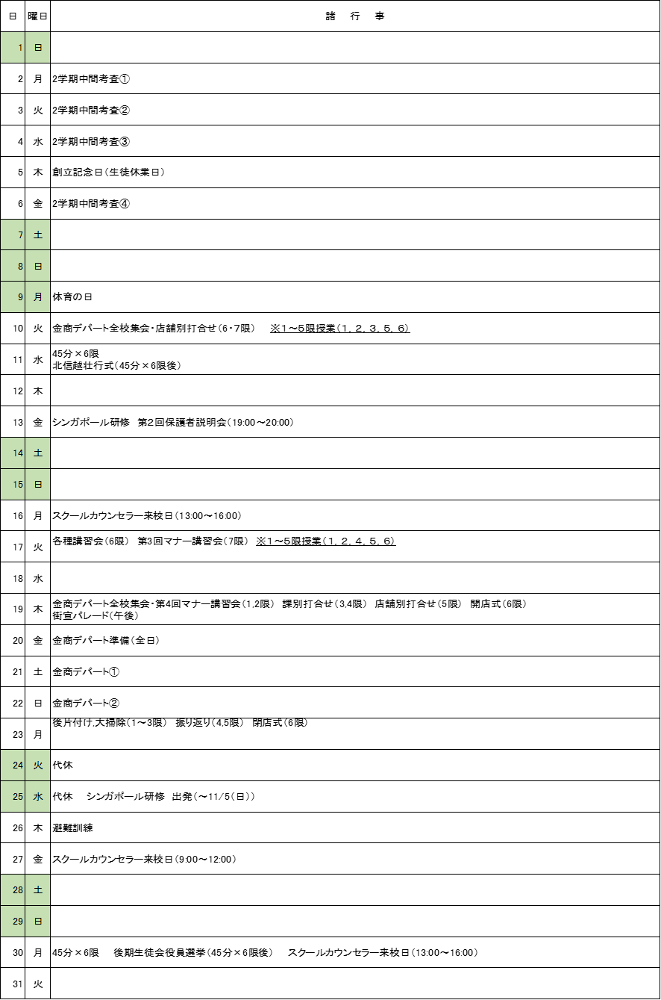 日 曜日 諸 行 事
1 日
2 月 2学期中間考査①
3 火 2学期中間考査②
4 水 2学期中間考査③
5 木 創立記念日（生徒休業日）
6 金 2学期中間考査④
7 土
8 日
9 月 体育の日
10 火 金商デパート全校集会・店舗別打合せ（6・7限） ※１～５限授業（１，２，３，５，６）
11 水 45分×6限
北信越壮行式（45分×6限後）
12 木
13 金 シンガポール研修 第２回保護者説明会（19:00～20:00）
14 土
15 日
16 月 スクールカウンセラー来校日（13:00～16:00）
17 火 各種講習会（6限） 第3回マナー講習会（7限） ※１～５限授業（１，２，４，５，６）
18 水
19 木 金商デパート全校集会・第4回マナー講習会（1,2限） 課別打合せ（3,4限） 店舗別打合せ（5限） 開店式（6限）
街宣パレード（午後）
20 金 金商デパート準備（全日）
21 土 金商デパート①
22 日 金商デパート②
23 月 後片付け,大掃除（1～3限） 振り返り（4,5限） 閉店式（6限）
24 火 代休
25 水 代休 シンガポール研修 出発（～11/5（日））
26 木 避難訓練
27 金 スクールカウンセラー来校日（9:00～12:00）
28 土
29 日
30 月 45分×6限 後期生徒会役員選挙（45分×6限後） スクールカウンセラー来校日（13:00～16:00）
31 火